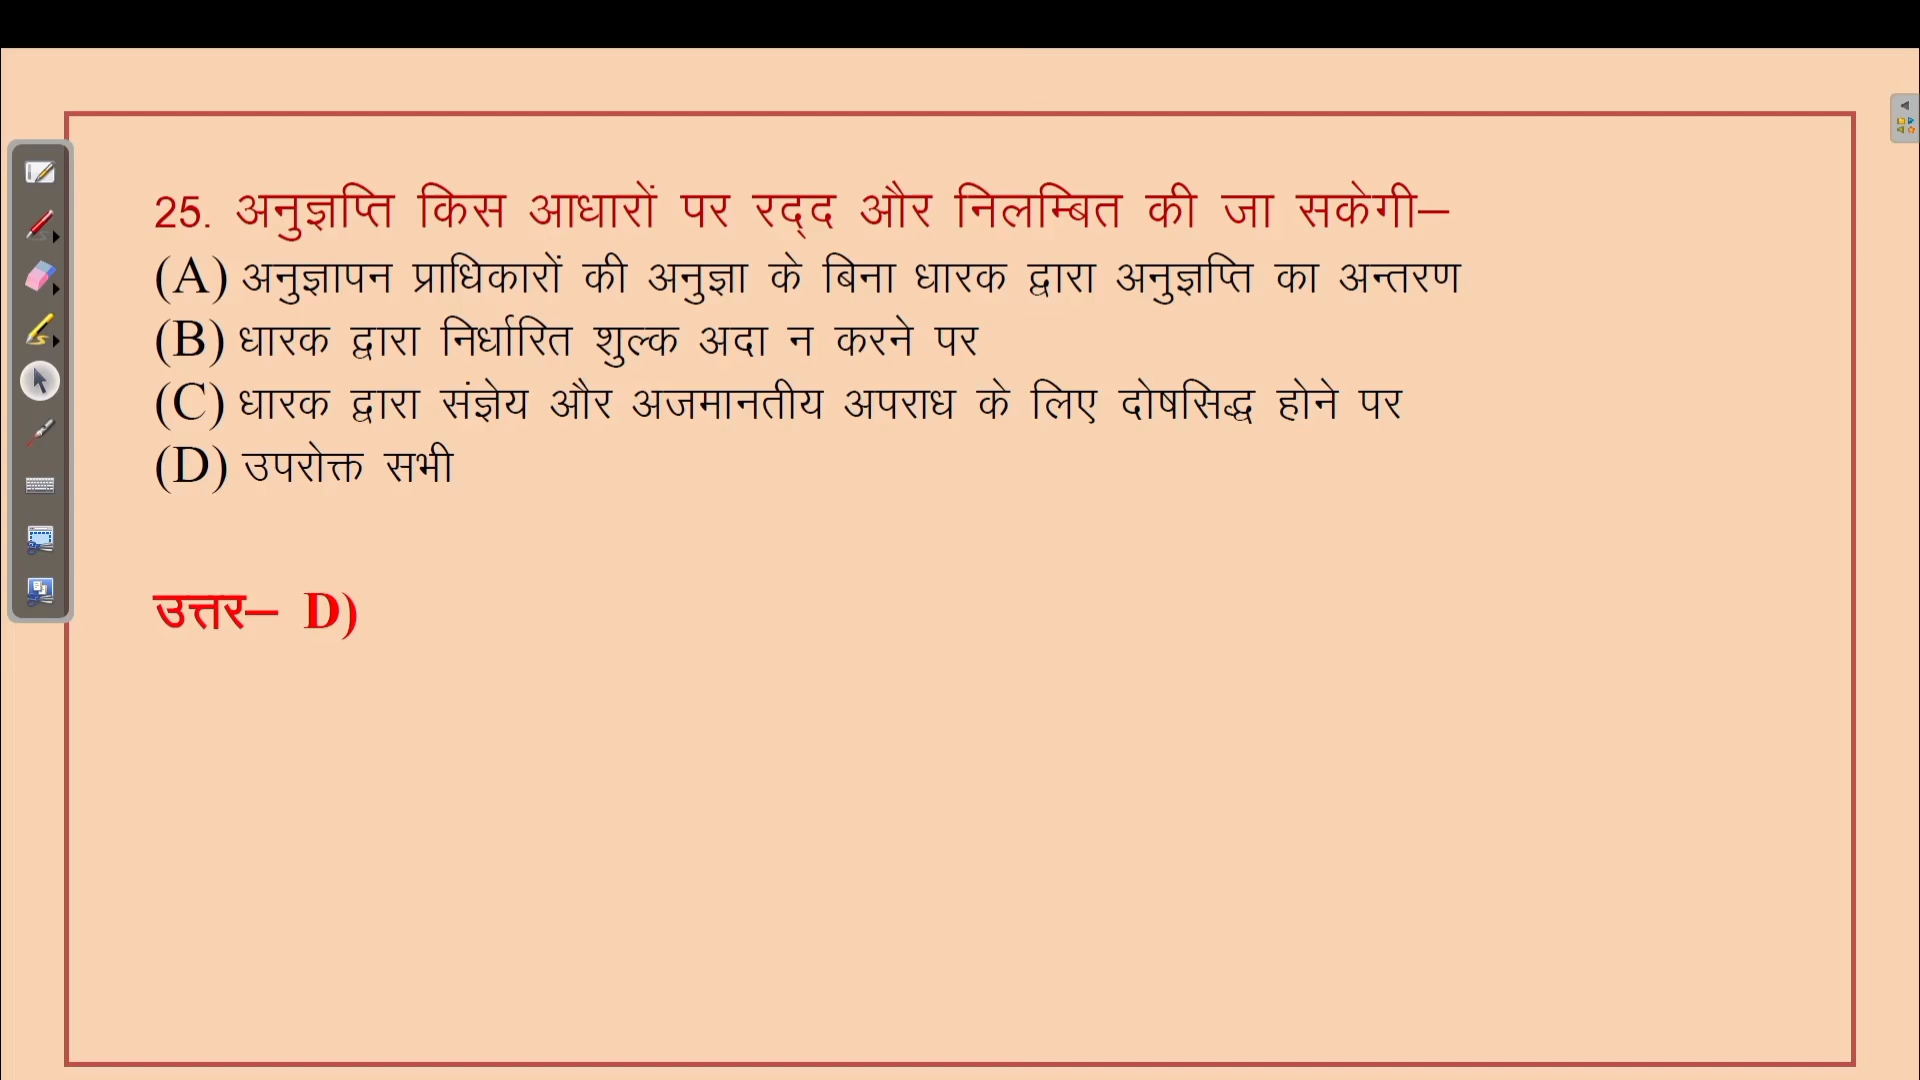 25. अनुज्ञप्ति किस आधारों पर रद्द और निलम्बित की जा सकेगी–
(A) अनुज्ञापन प्राधिकारों की अनुज्ञा के बिना धारक द्वारा अनुज्ञप्ति का अन्तरण
(B) धारक द्वारा निर्धारित शुल्क अदा न करने पर
(C) धारक द्वारा संज्ञेय और अजमानतीय अपराध के लिए दोषसिद्ध होने पर
(D) उपरोक्त सभी
उत्तर– D)